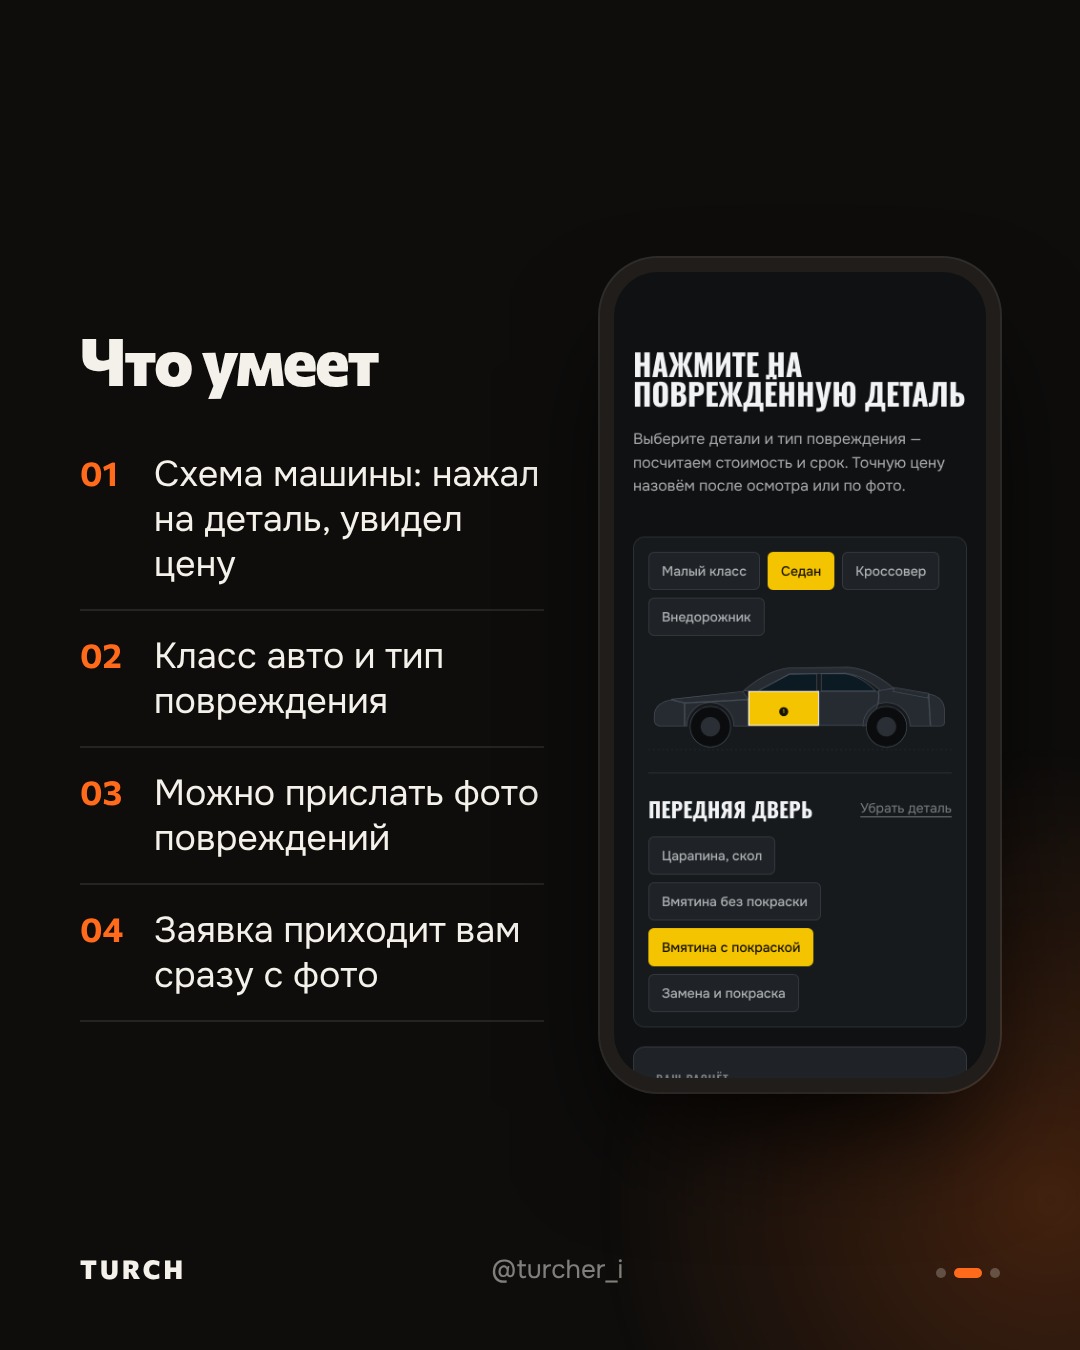 Что умеет
01 Схема машины: нажал
на деталь, увидел
цену
02 Класс авто и тип
повреждения
03 Можно прислать фото
повреждений
04 Заявка приходит вам
сразу с фото
НАЖМИТЕ НА
ПОВРЕЖДЁННУЮ ДЕТАЛЬ
Выберите детали и тип повреждения —
посчитаем стоимость и срок. Точную цену
назовём после осмотра или по фото.
Малый класс Седан Кроссовер
Внедорожник
ПЕРЕДНЯЯ ДВЕРЬ Убрать деталь
Царапина, скол
Вмятина без покраски
Вмятина с покраской
Замена и покраска
TURCH @turcher_i